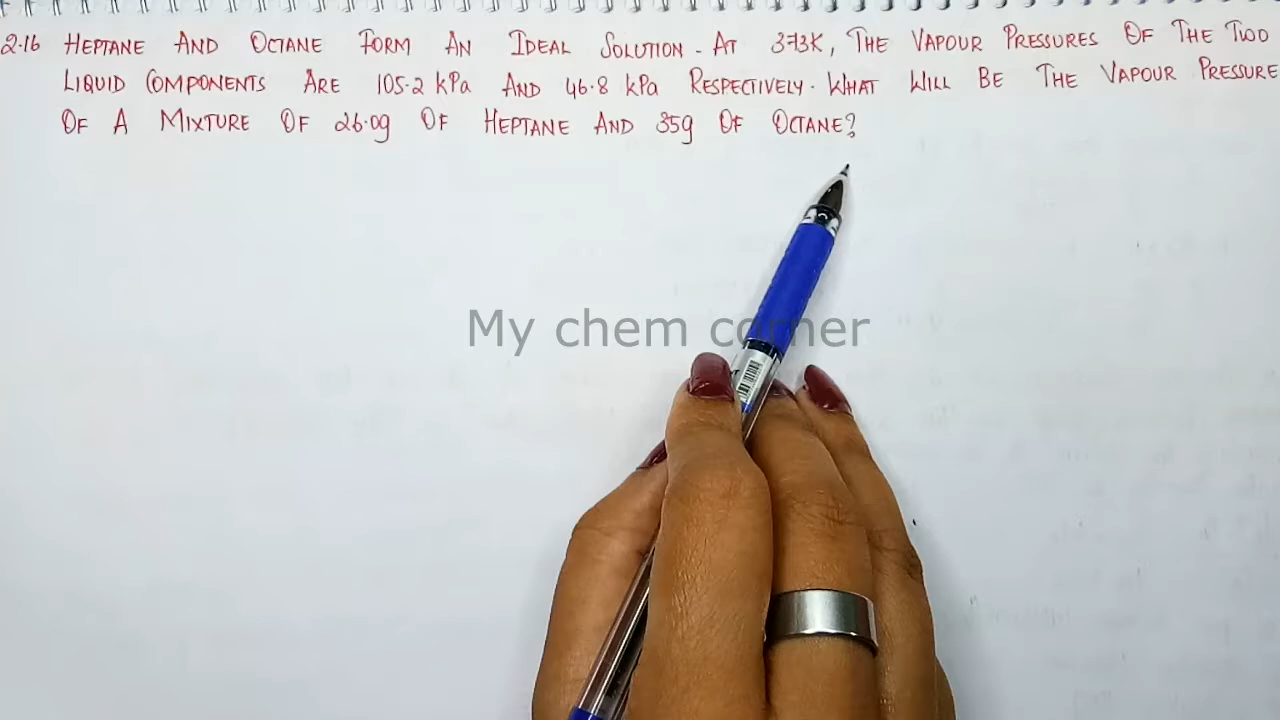 2.16 HEPTANE AND OCTANE FORM AN IDEAL SOLUTION. AT 373K, THE VAPOUR PRESSURES OF THE TWO
LIQUID COMPONENTS ARE 105.2 kPa AND 46.8 kPa RESPECTIVELY. WHAT WILL BE THE VAPOUR PRESSURE
OF A MIXTURE OF 26.0g OF HEPTANE AND 35g OF OCTANE?
My chem corner